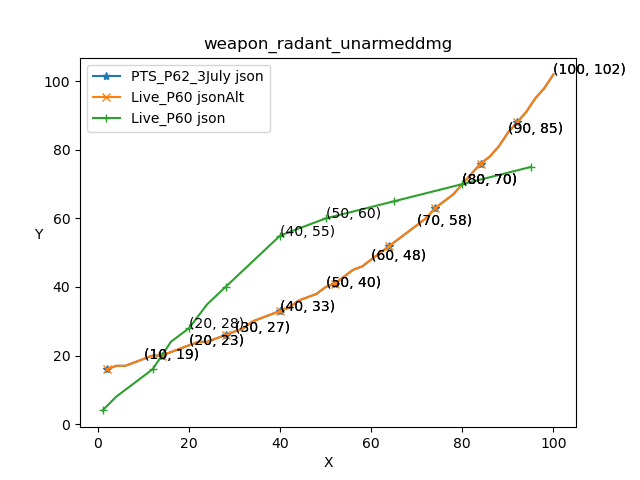 weapon_radant_unarmeddmg
PTS_P62_3July json
Live_P60 jsonAlt
Live_P60 json
(100, 102)
(90, 85)
(80, 70)
(70, 58)
(50, 60)
(40, 55)
(60, 48)
(50, 40)
(40, 33)
(20, 28)
(30, 27)
(20, 23)
(10, 19)
100
80
60
40
20
0
Y
0 20 40 60 80 100
X